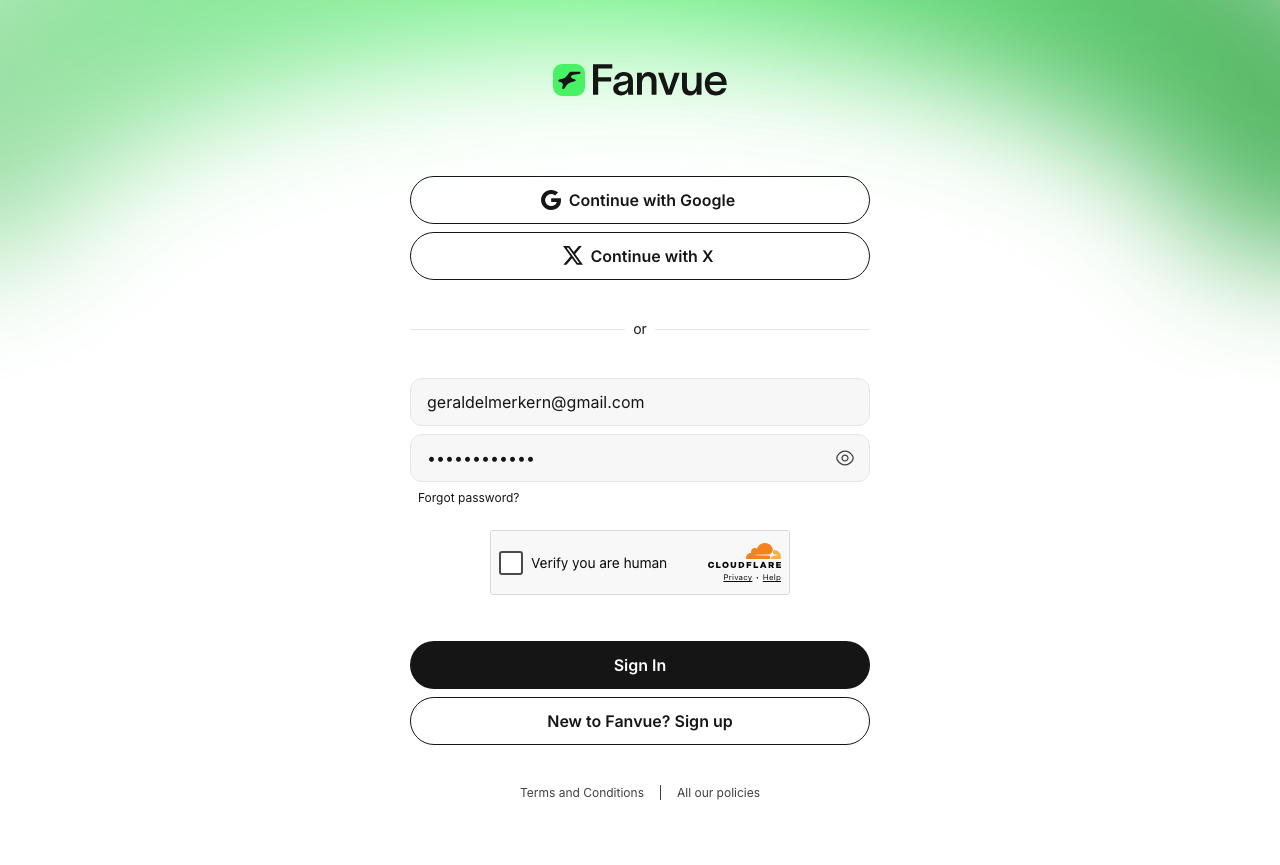 Fanvue
Continue with Google
Continue with X
or
geraldelmerkern@gmail.com
••••••••••••
Forgot password?
Verify you are human
CLOUDFLARE
Privacy • Help
Sign In
New to Fanvue? Sign up
Terms and Conditions
All our policies